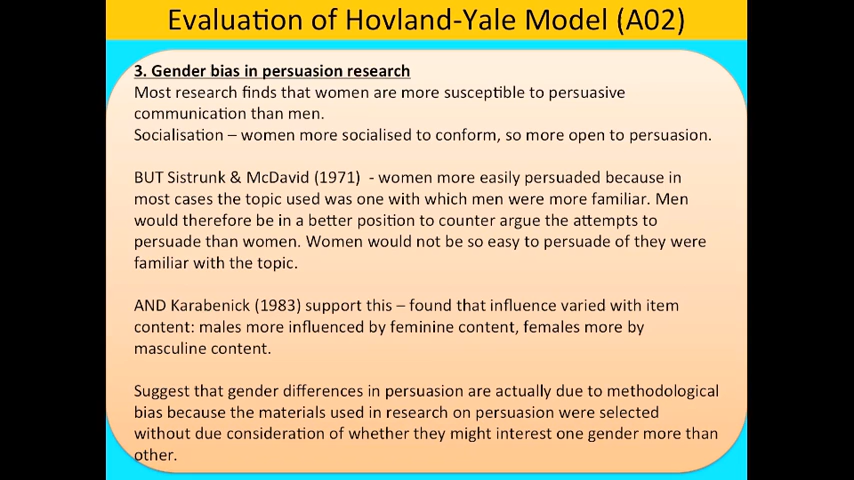 Evaluation of Hovland-Yale Model (A02)
3. Gender bias in persuasion research
Most research finds that women are more susceptible to persuasive
communication than men.
Socialisation – women more socialised to conform, so more open to persuasion.
BUT Sistrunk & McDavid (1971)  - women more easily persuaded because in
most cases the topic used was one with which men were more familiar. Men
would therefore be in a better position to counter argue the attempts to
persuade than women. Women would not be so easy to persuade of they were
familiar with the topic.
AND Karabenick (1983) support this – found that influence varied with item
content: males more influenced by feminine content, females more by
masculine content.
Suggest that gender differences in persuasion are actually due to methodological
bias because the materials used in research on persuasion were selected
without due consideration of whether they might interest one gender more than
other.